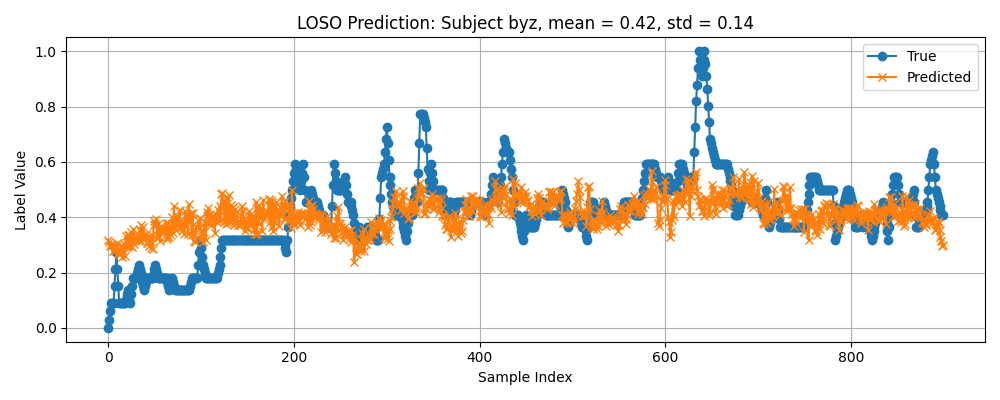 LOSO Prediction: Subject byz, mean = 0.42, std = 0.14
True
Predicted
Label Value
1.0
0.8
0.6
0.4
0.2
0.0
0 200 400 600 800
Sample Index